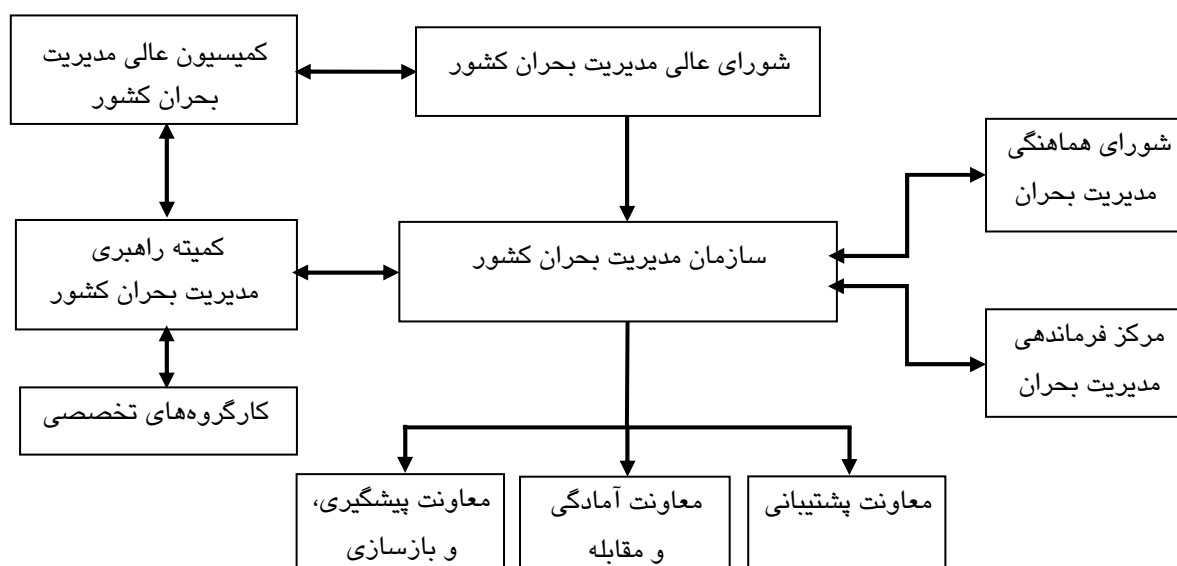 شورای عالی مدیریت بحران کشور
کمیسیون عالی مدیریت
بحران کشور
شورای هماهنگی
مدیریت بحران
سازمان مدیریت بحران کشور
کمیته راهبری
مدیریت بحران کشور
مرکز فرماندهی
مدیریت بحران
کارگروه‌های تخصصی
معاونت پشتیبانی
معاونت آمادگی
و مقابله
معاونت پیشگیری،
و بازسازی